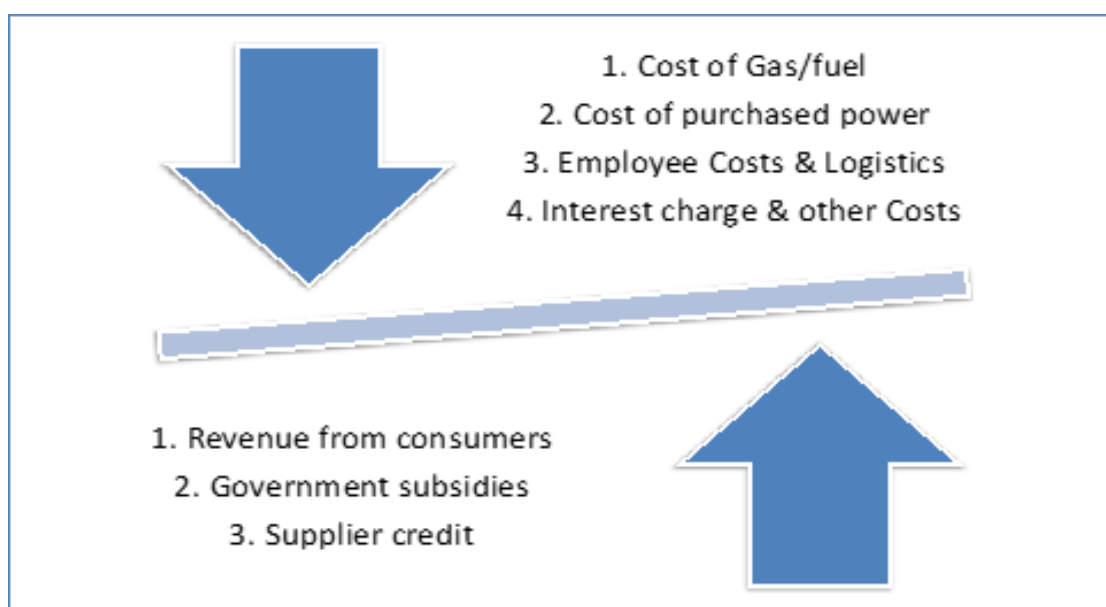 1. Cost of Gas/fuel
2. Cost of purchased power
3. Employee Costs & Logistics
4. Interest charge & other Costs
1. Revenue from consumers
2. Government subsidies
3. Supplier credit